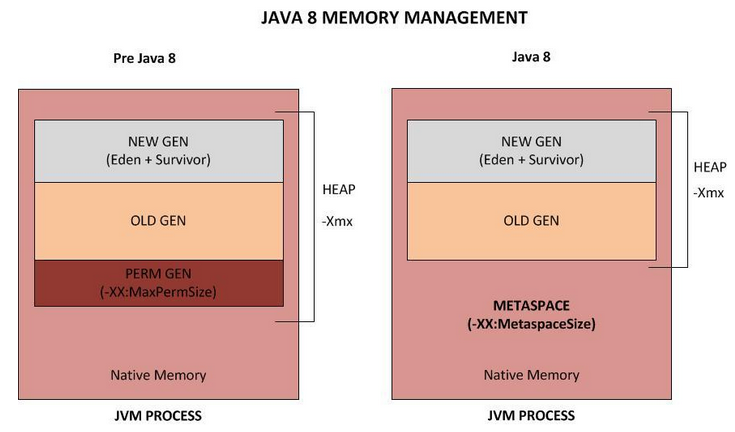 JAVA 8 MEMORY MANAGEMENT
Pre Java 8
NEW GEN
(Eden + Survivor)
OLD GEN
PERM GEN
(-XX:MaxPermSize)
HEAP
-Xmx
Native Memory
JVM PROCESS
Java 8
NEW GEN
(Eden + Survivor)
OLD GEN
HEAP
-Xmx
METASPACE
(-XX:MetaspaceSize)
Native Memory
JVM PROCESS